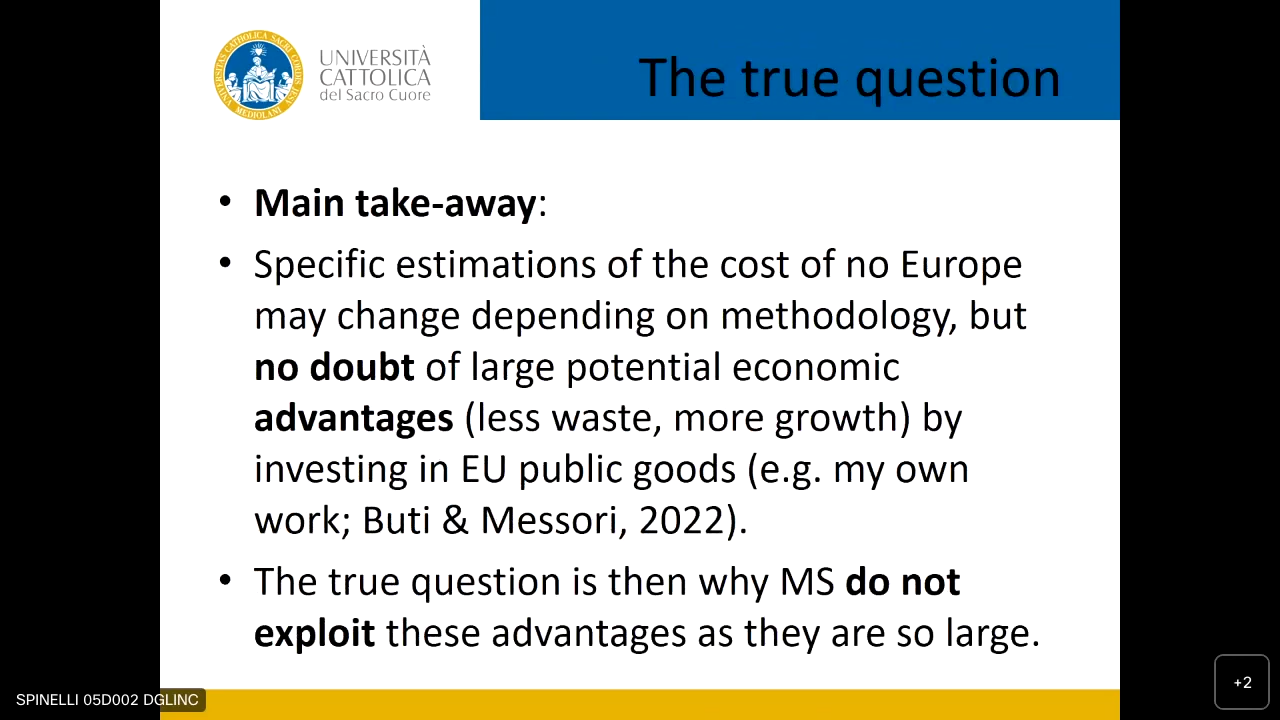 UNIVERSITÀ
CATTOLICA
del Sacro Cuore
The true question
• Main take-away:
• Specific estimations of the cost of no Europe
may change depending on methodology, but
no doubt of large potential economic
advantages (less waste, more growth) by
investing in EU public goods (e.g. my own
work; Buti & Messori, 2022).
• The true question is then why MS do not
exploit these advantages as they are so large.
SPINELLI 05D002 DGLINC
+2